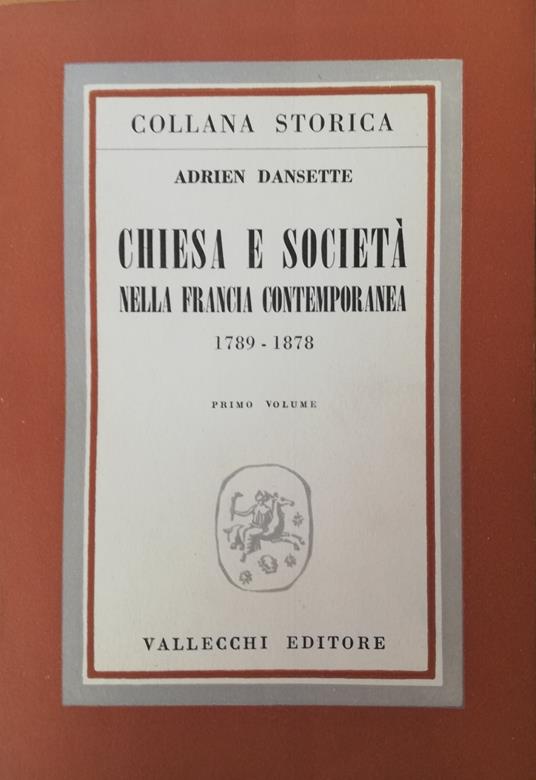 COLLANA STORICA
ADRIEN DANSETTE
CHIESA E SOCIETÀ
NELLA FRANCIA CONTEMPORANEA
1789 - 1878
PRIMO VOLUME
VALLECCHI EDITORE